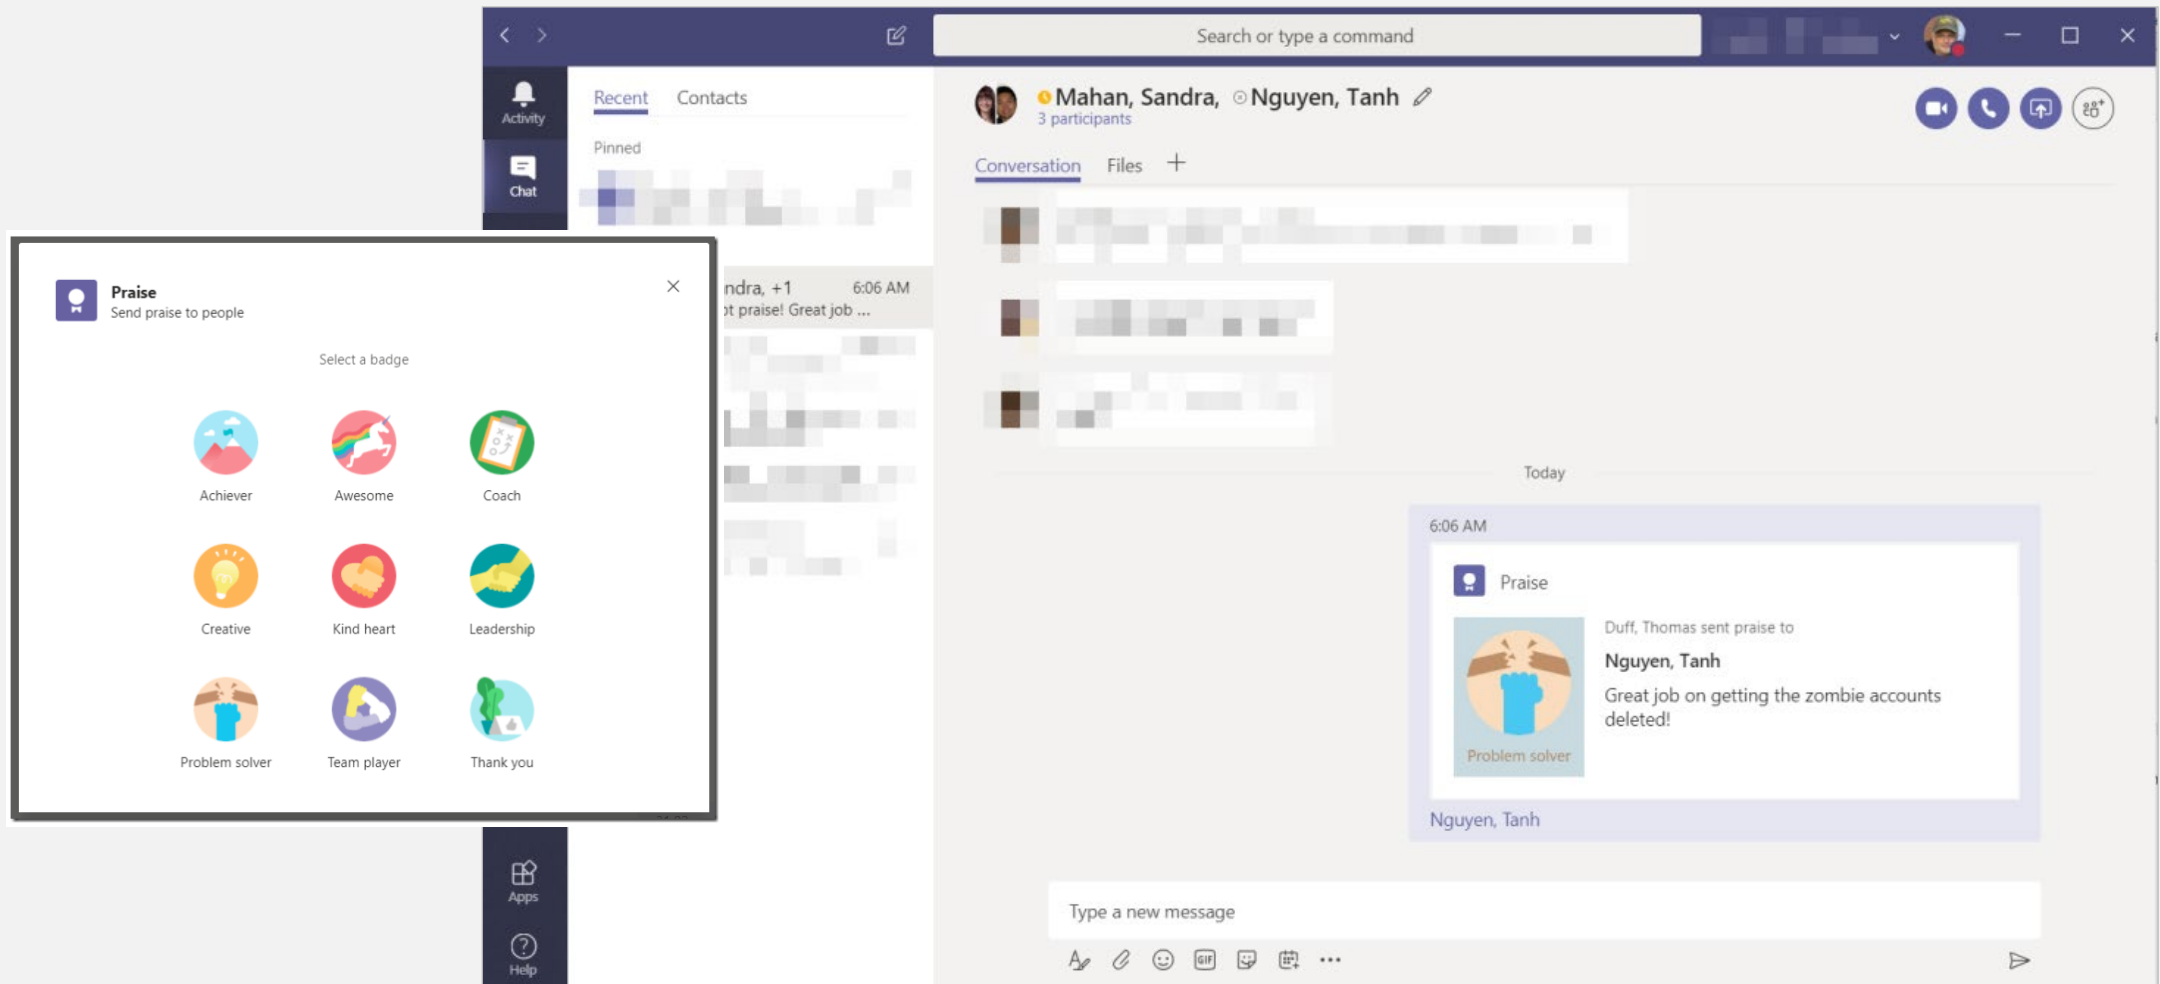 Search or type a command
Activity
Chat
Recent
Contacts
Pinned
ndra, +1
6:06 AM
ot praise! Great job ...
Mahan, Sandra, Nguyen, Tanh
3 participants
Conversation
Files
Today
6:06 AM
Praise
Duff, Thomas sent praise to
Nguyen, Tanh
Great job on getting the zombie accounts
deleted!
Problem solver
Nguyen, Tanh
Type a new message
GIF
Apps
Help
Praise
Send praise to people
Select a badge
Achiever
Awesome
Coach
Creative
Kind heart
Leadership
Problem solver
Team player
Thank you